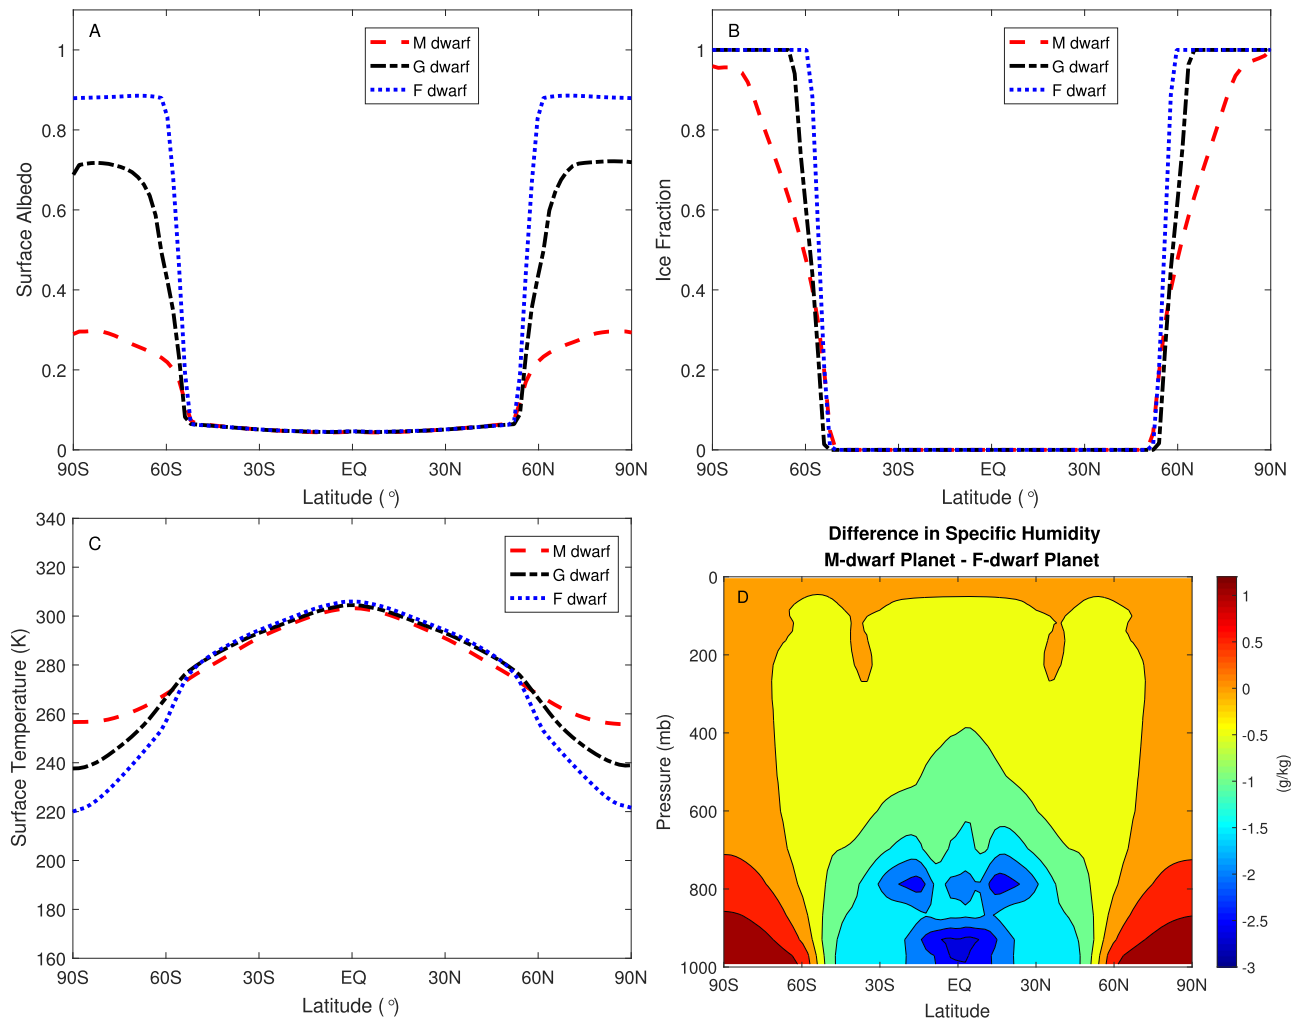 A
M dwarf
G dwarf
F dwarf
1
0.8
0.6
0.4
0.2
0
Surface Albedo
90S 60S 30S EQ 30N 60N 90N
Latitude (°)
B
M dwarf
G dwarf
F dwarf
1
0.8
0.6
0.4
0.2
0
Ice Fraction
90S 60S 30S EQ 30N 60N 90N
Latitude (°)
C
M dwarf
G dwarf
F dwarf
340
320
300
280
260
240
220
200
180
160
Surface Temperature (K)
90S 60S 30S EQ 30N 60N 90N
Latitude (°)
Difference in Specific Humidity
M-dwarf Planet - F-dwarf Planet
D
0
200
400
600
800
1000
Pressure (mb)
90S 60S 30S EQ 30N 60N 90N
Latitude
1
0.5
0
-0.5
-1
-1.5
-2
-2.5
-3
(g/kg)